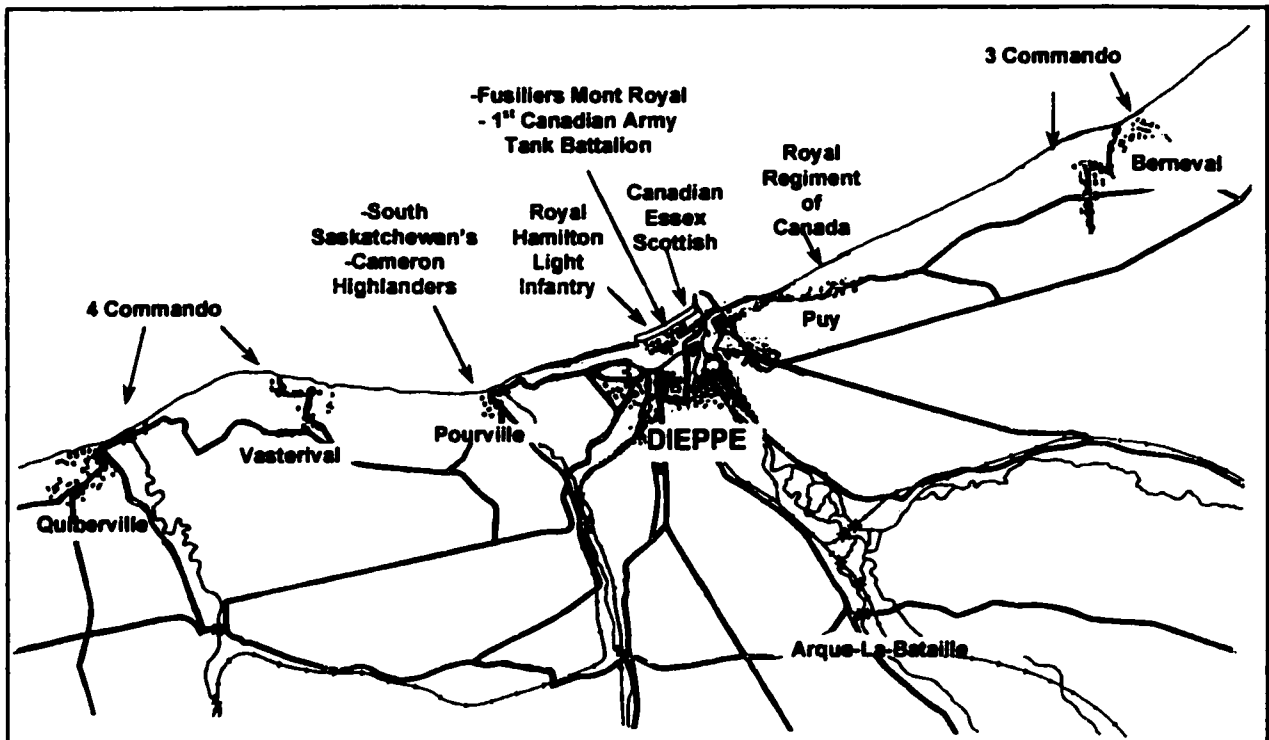 3 Commando
-Fusiliers Mont Royal
- 1st Canadian Army
Tank Battalion
Royal
Regiment
of
Canada
Berneval
Canadian
Essex
Scottish
Royal
Hamilton
Light
Infantry
-South
Saskatchewan's
-Cameron
Highlanders
4 Commando
Puy
Pourville
DIEPPE
Vasterival
Quiberville
Arque-La-Bataille